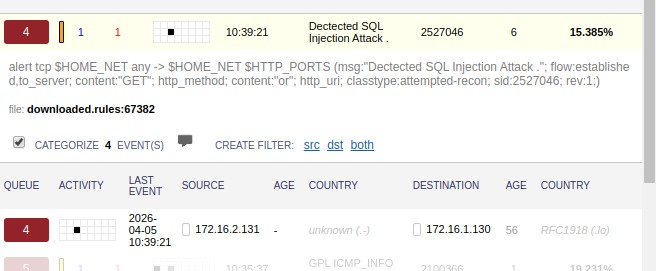 4 1 1 10:39:21 Dectected SQL Injection Attack . 2527046 6 15.385%
alert tcp $HOME_NET any -> $HOME_NET $HTTP_PORTS (msg:"Dectected SQL Injection Attack ."; flow:establishe
d,to_server; content:"GET"; http_method; content:"or"; http_uri; classtype:attempted-recon; sid:2527046; rev:1;)
file: downloaded.rules:67382
CATEGORIZE 4 EVENT(S) CREATE FILTER: src dst both
QUEUE ACTIVITY LAST EVENT SOURCE AGE COUNTRY DESTINATION AGE COUNTRY
4 2026-04-05 10:39:21 172.16.2.131 - unknown (.-) 172.16.1.130 56 RFC1918 (.lo)
5 1 1 10:35:37 GPL ICMP_INFO 2100366 1 19.231%